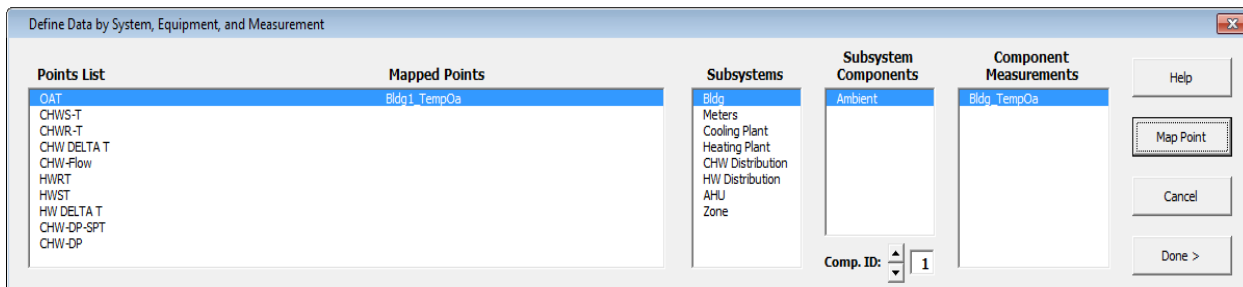 Define Data by System, Equipment, and Measurement
Points List
Mapped Points
Subsystems
Subsystem
Components
Component
Measurements
OAT
Bldg1_TempOa
CHWS-T
CHWR-T
CHW DELTA T
CHW-Flow
HWRT
HWST
HW DELTA T
CHW-DP-SPT
CHW-DP
Bldg
Meters
Cooling Plant
Heating Plant
CHW Distribution
HW Distribution
AHU
Zone
Ambient
Comp. ID:
1
Bldg_TempOa
Help
Map Point
Cancel
Done >